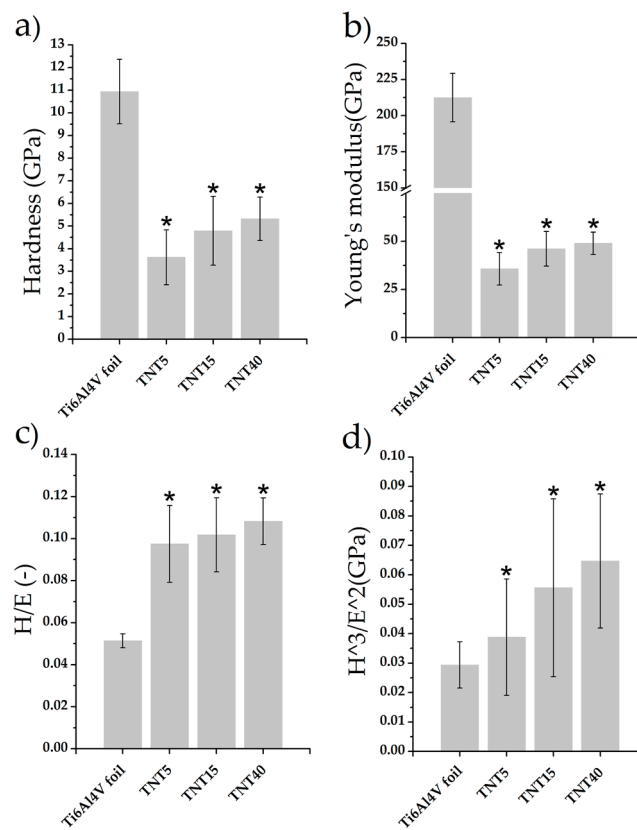 a)
Hardness (GPa)
13
12
11
10
9
8
7
6
5
4
3
2
1
0
*
*
*
Ti6Al4V foil
TNT5
TNT15
TNT40
b)
Young's modulus(GPa)
250
225
200
175
150
75
50
25
0
*
*
*
Ti6Al4V foil
TNT5
TNT15
TNT40
c)
H/E (-)
0.14
0.12
0.10
0.08
0.06
0.04
0.02
0.00
*
*
*
Ti6Al4V foil
TNT5
TNT15
TNT40
d)
H^3/E^2(GPa)
0.10
0.09
0.08
0.07
0.06
0.05
0.04
0.03
0.02
0.01
0.00
*
*
*
Ti6Al4V foil
TNT5
TNT15
TNT40